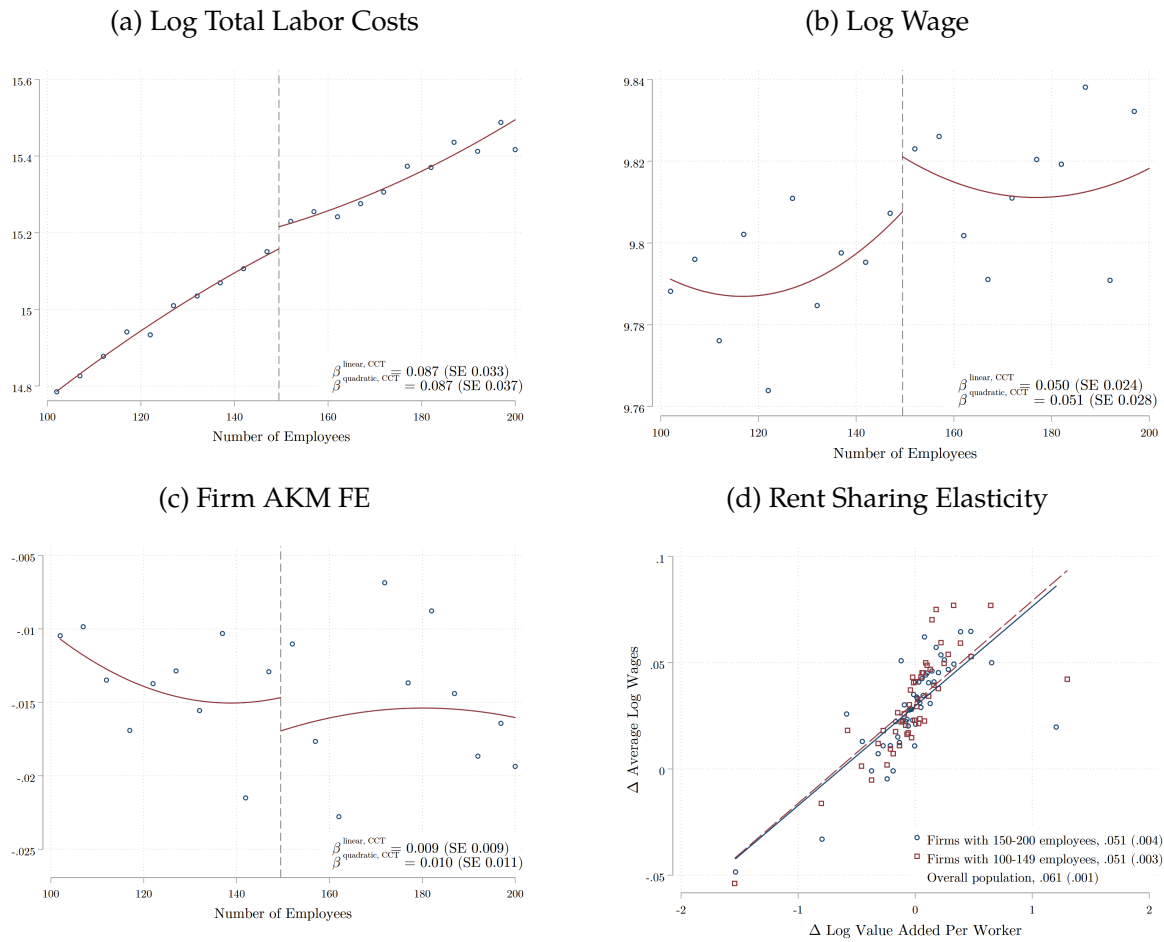 (a) Log Total Labor Costs
15.6
15.4
15.2
15
14.8
β linear, CCT = 0.087 (SE 0.033)
β quadratic, CCT = 0.087 (SE 0.037)
100 120 140 160 180 200
Number of Employees
(b) Log Wage
9.84
9.82
9.8
9.78
9.76
β linear, CCT = 0.050 (SE 0.024)
β quadratic, CCT = 0.051 (SE 0.028)
100 120 140 160 180 200
Number of Employees
(c) Firm AKM FE
-.005
-.01
-.015
-.02
-.025
β linear, CCT = 0.009 (SE 0.009)
β quadratic, CCT = 0.010 (SE 0.011)
100 120 140 160 180 200
Number of Employees
(d) Rent Sharing Elasticity
Δ Average Log Wages
.1
.05
0
-.05
Firms with 150-200 employees, .051 (.004)
Firms with 100-149 employees, .051 (.003)
Overall population, .061 (.001)
-2 -1 0 1 2
Δ Log Value Added Per Worker